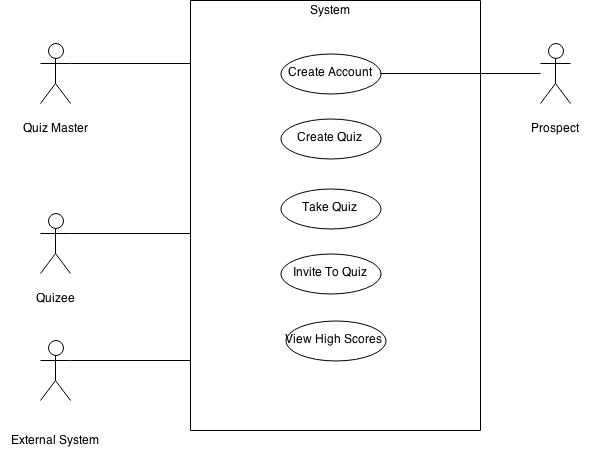 System
Create Account
Quiz Master
Prospect
Create Quiz
Take Quiz
Invite To Quiz
Quizee
View High Scores
External System